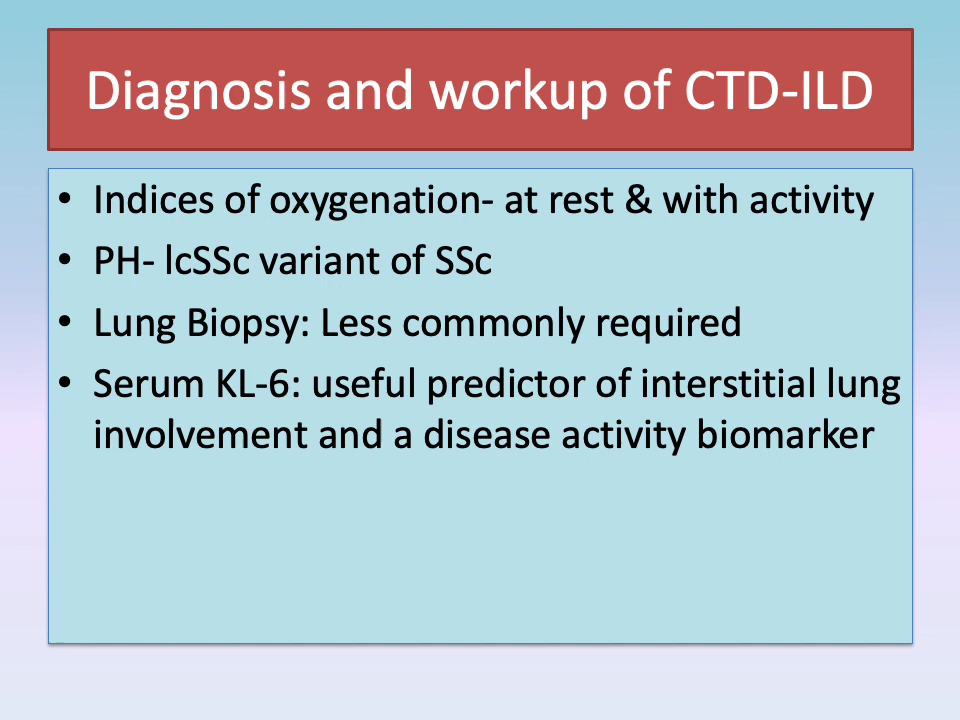 Diagnosis and workup of CTD-ILD
• Indices of oxygenation- at rest & with activity
• PH- lcSSc variant of SSc
• Lung Biopsy: Less commonly required
• Serum KL-6: useful predictor of interstitial lung
involvement and a disease activity biomarker